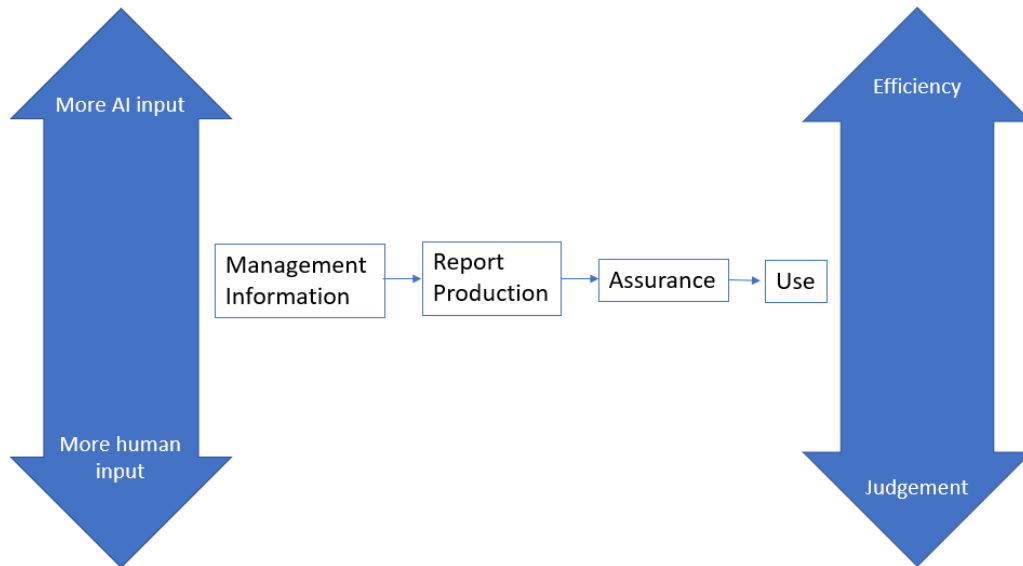 More AI input
Efficiency
Management
Information
Report
Production
Assurance
Use
More human
input
Judgement